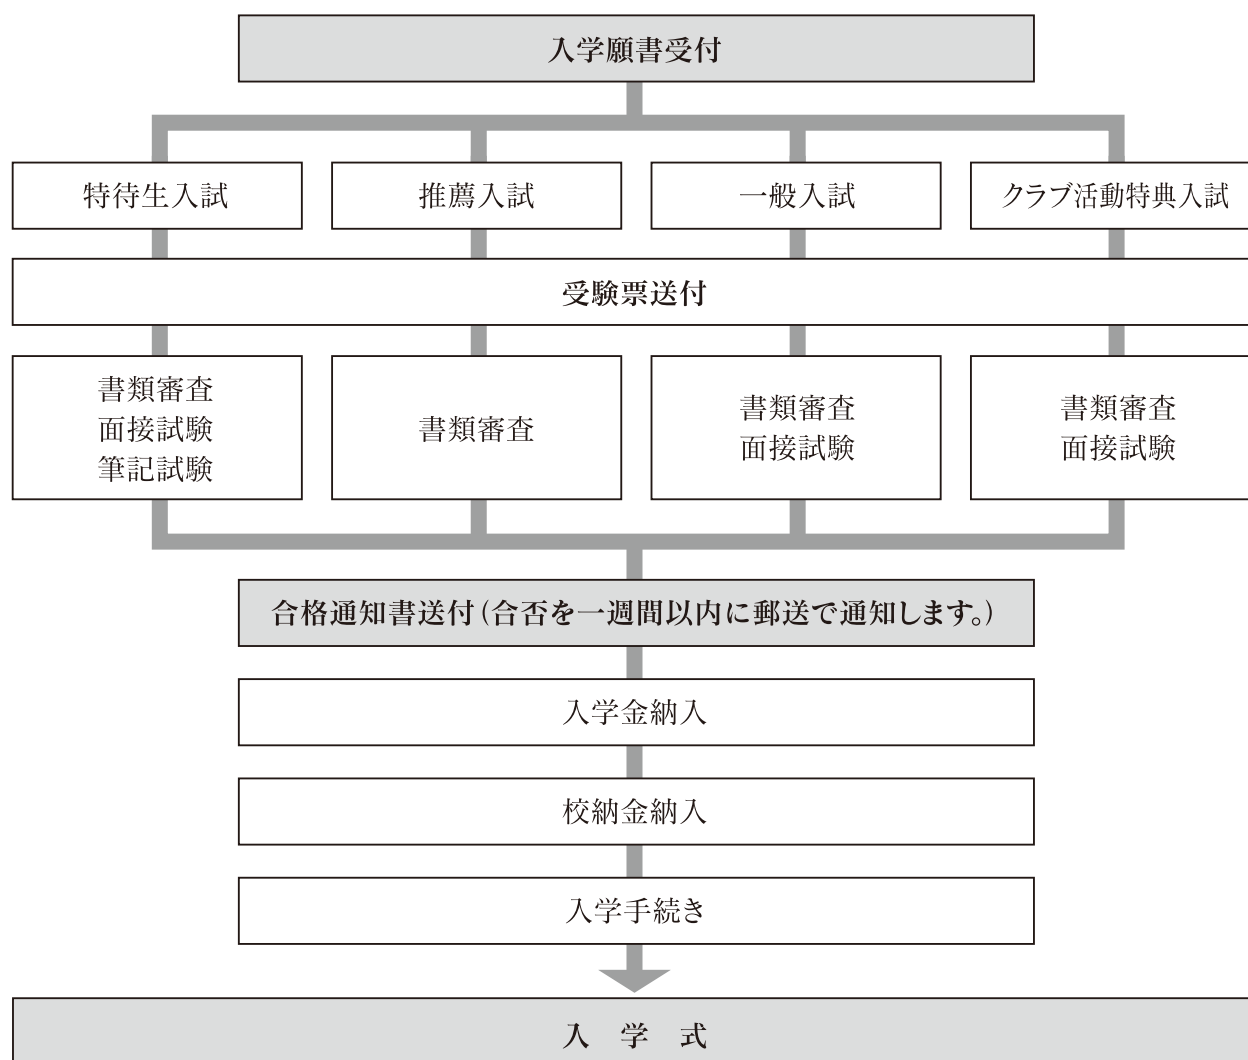 入学願書受付
特待生入試
推薦入試
一般入試
クラブ活動特典入試
受験票送付
書類審査
面接試験
筆記試験
書類審査
書類審査
面接試験
書類審査
面接試験
合格通知書送付(合否を一週間以内に郵送で通知します。)
入学金納入
校納金納入
入学手続き
入 学 式